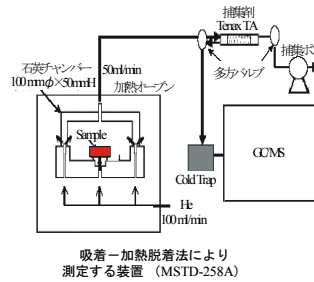 捕集剤
Tenax TA
石英チャンバー
100mmφ×50mmH
50ml/min
加熱オーブン
多方バルブ
捕集ポ
Sample
Cold Trap
GC/MS
He
100ml/min
吸着－加熱脱着法により
測定する装置 （MSTD-258A）